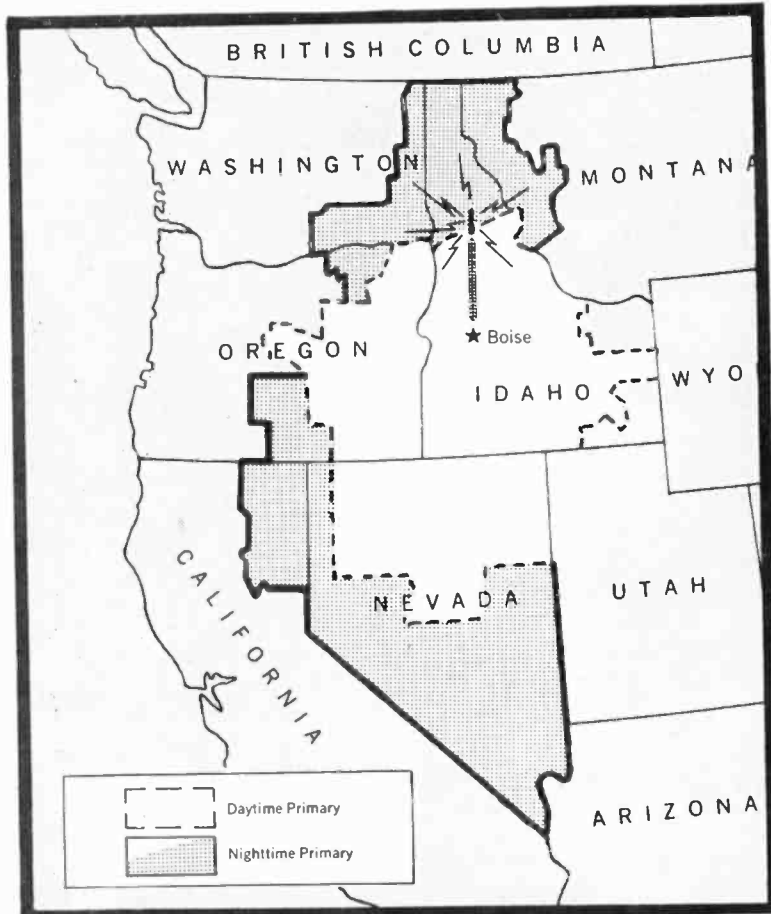 BRITISH COLUMBIA
WASHINGTON
MONTANA
Boise
OREGON
WYO
IDAHO
CALIFORNIA
NEVADA
UTAH
ARIZONA
Daytime Primary
Nighttime Primary